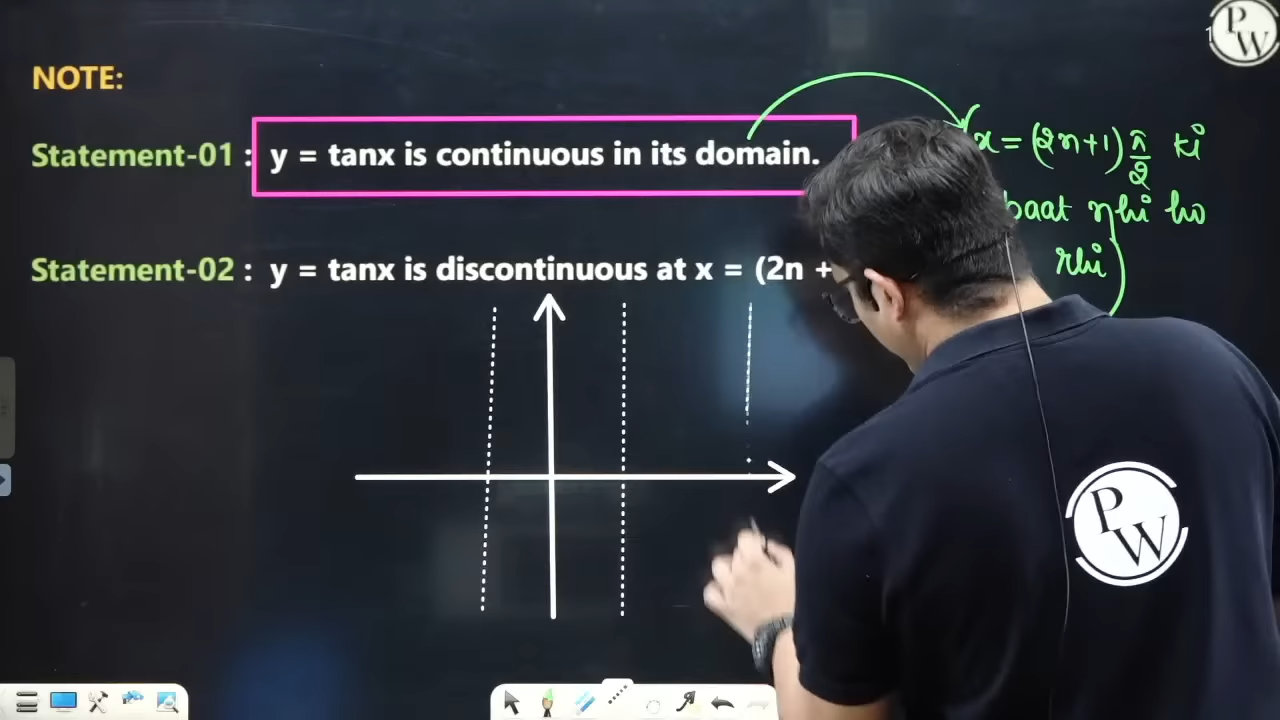 PW
NOTE:
Statement-01 : y = tanx is continuous in its domain.
x = (2n+1) π/2 ki
baat nhi ho
rhi)
Statement-02 : y = tanx is discontinuous at x = (2n +
PW